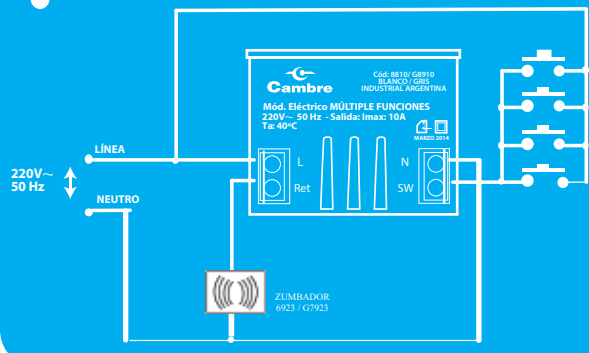 Cambre
Cód: 8810/ G8910
BLANCO / GRIS
INDUSTRIAL ARGENTINA
Mód. Eléctrico MÚLTIPLE FUNCIONES
220V~ 50 Hz - Salida: Imax: 10A
Ta: 40ºC
MARZO 2014
LÍNEA
L
N
220V~
50 Hz
Ret
SW
NEUTRO
ZUMBADOR
6923 / G7923